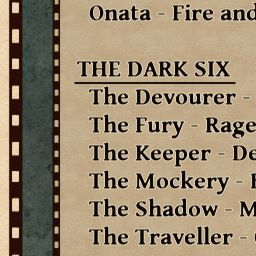 Onata - Fire and
THE DARK SIX
The Devourer -
The Fury - Rage
The Keeper - De
The Mockery -
The Shadow - M
The Traveller -